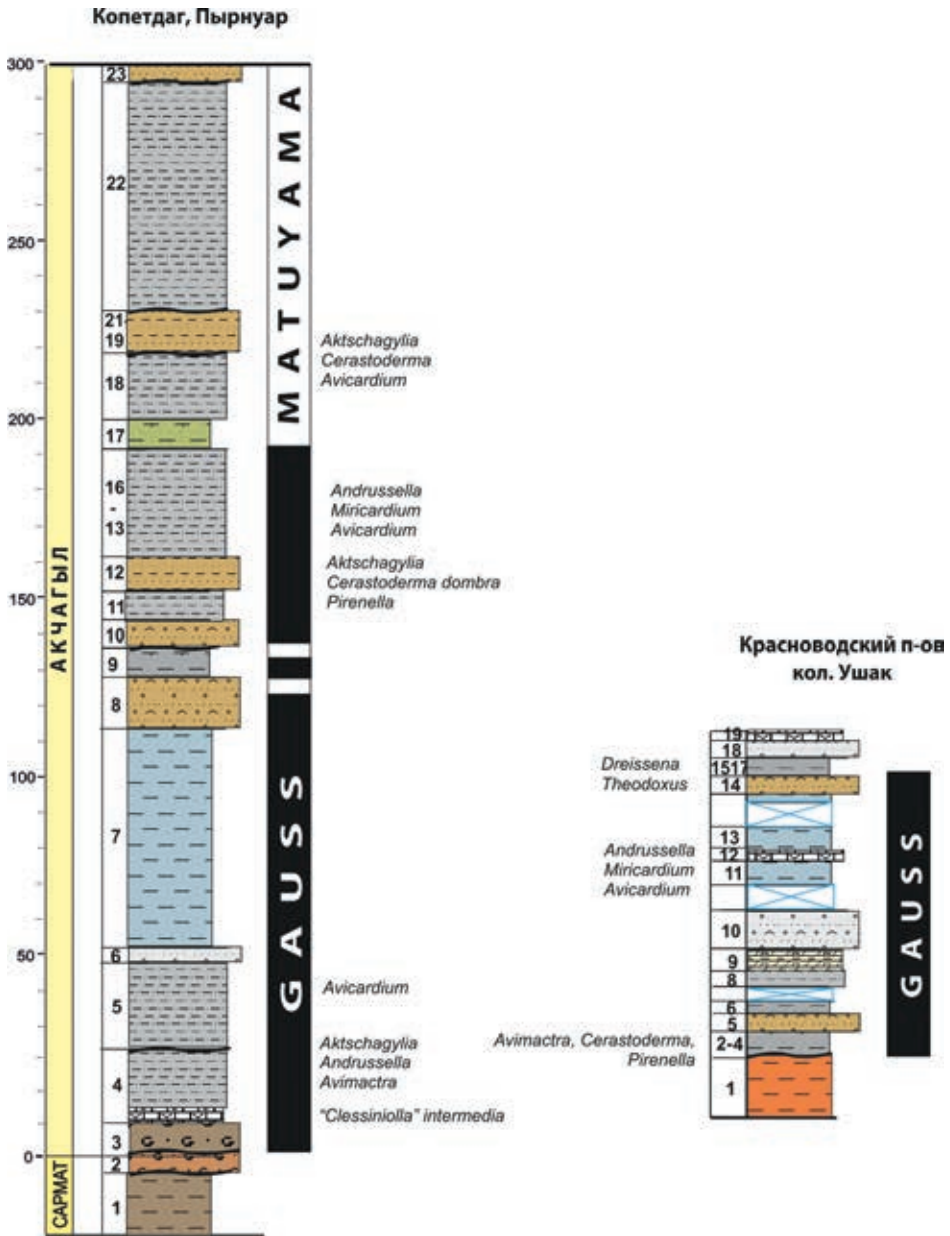 Копетдаг, Пырнуар
300
250
200
150
100
50
0
АКЧАГЫЛ
САРМАТ
23
22
21
19
18
17
16
-
13
12
11
10
9
8
7
6
5
4
3
2
1
MATUYAMA
GAUSS
Aktschagylia
Cerastoderma
Avicardium
Andrussella
Miricardium
Avicardium
Aktschagylia
Cerastoderma dombra
Pirenella
Avicardium
Aktschagylia
Andrussella
Avimactra
"Clessiniolla" intermedia
Красноводский п-ов
кол. Ушак
19
18
1517
14
13
12
11
10
9
8
6
5
2-4
1
Dreissena
Theodoxus
Andrussella
Miricardium
Avicardium
Avimactra, Cerastoderma,
Pirenella
GAUSS